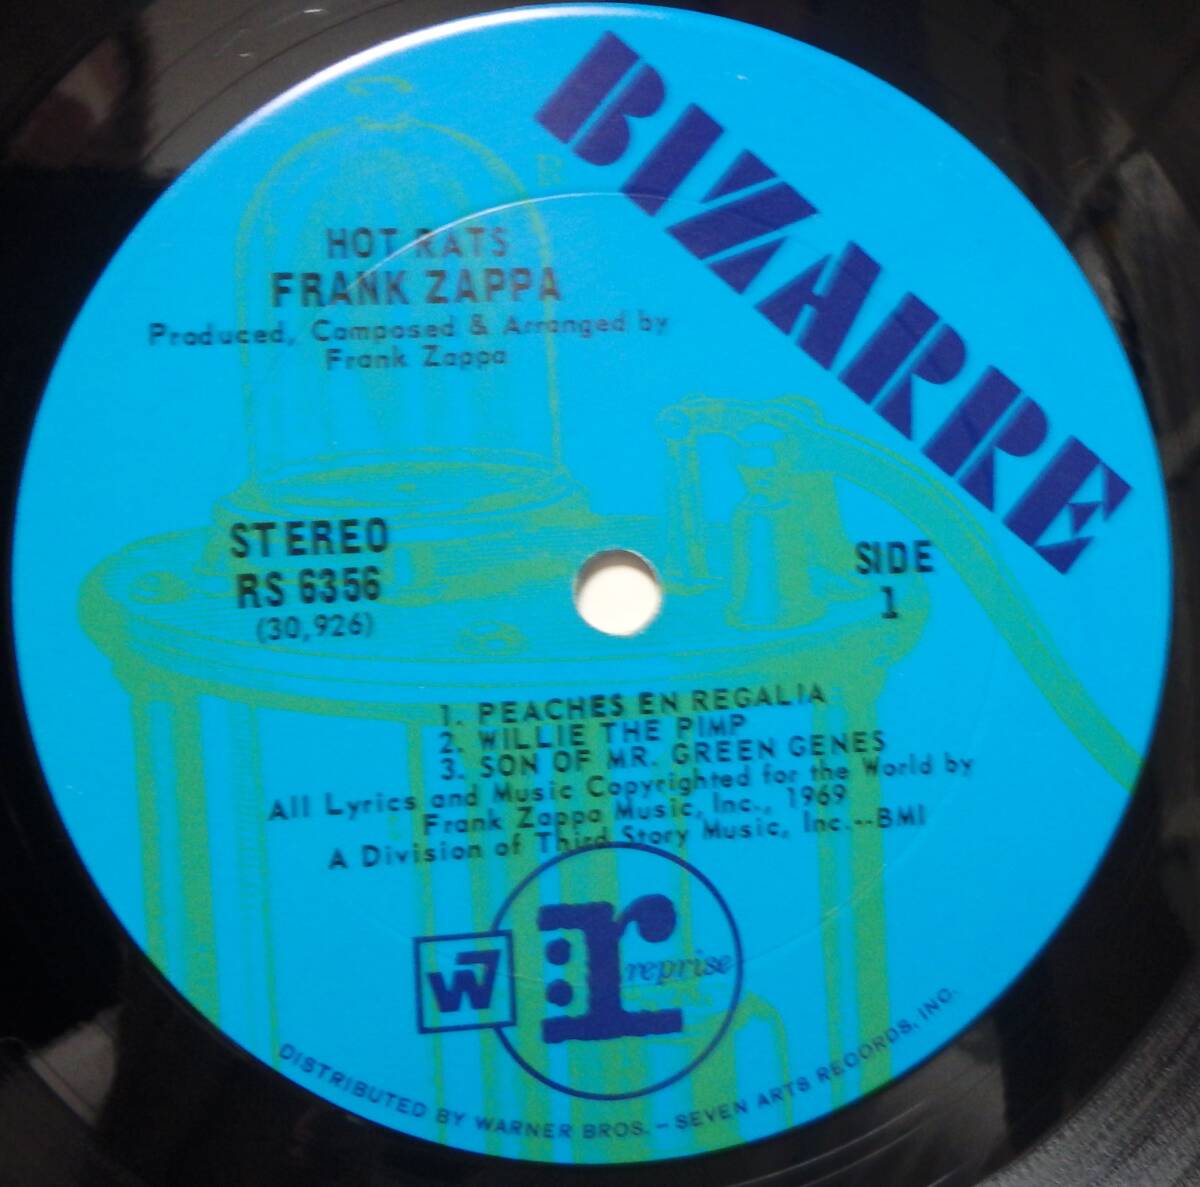 BIZARRE
HOT RATS
FRANK ZAPPA
Produced, Composed & Arranged by
Frank Zappa
STEREO
RS 6356
(30,926)
SIDE
1
1. PEACHES EN REGALIA
2. WILLIE THE PIMP
3. SON OF MR. GREEN GENES
All Lyrics and Music Copyrighted for the World by
Frank Zappa Music, Inc., 1969
A Division of Third Story Music, Inc.--BMI
W7
r: reprise
DISTRIBUTED BY WARNER BROS. – SEVEN ARTS RECORDS, INC.